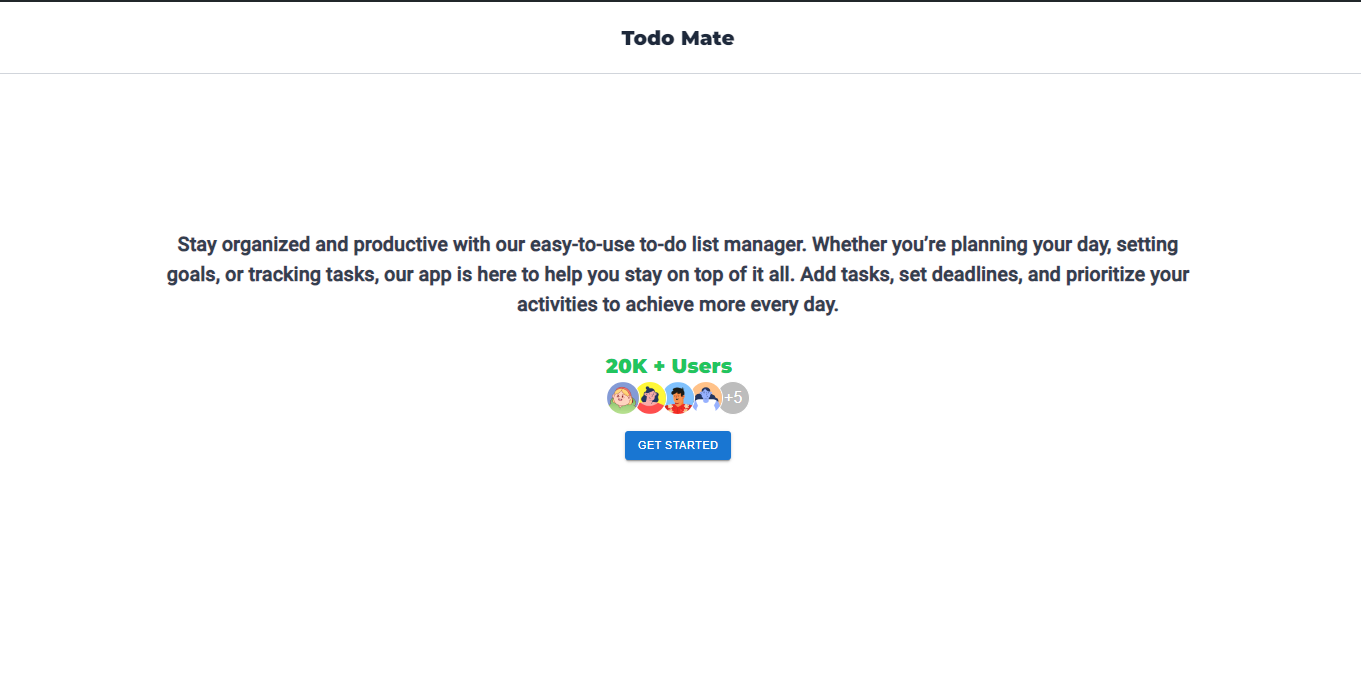 Todo Mate
Stay organized and productive with our easy-to-use to-do list manager. Whether you’re planning your day, setting
goals, or tracking tasks, our app is here to help you stay on top of it all. Add tasks, set deadlines, and prioritize your
activities to achieve more every day.
20K + Users
+5
GET STARTED